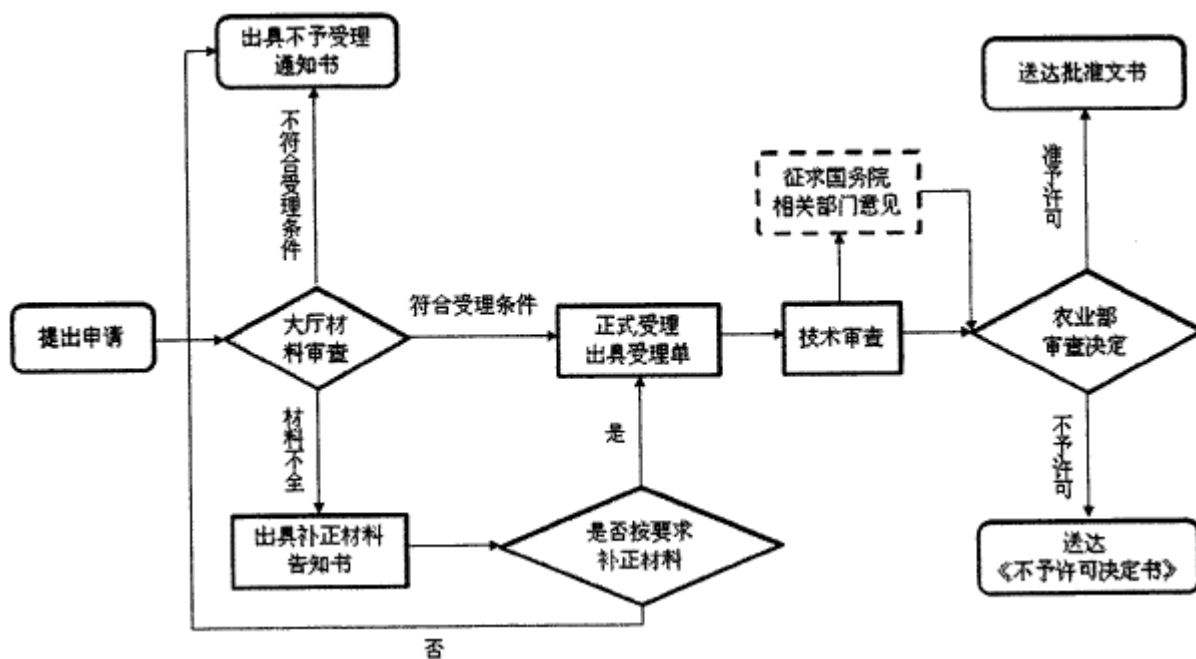 出具不予受理
通知书
送达批准文书
不符合受理条件
准予许可
征求国务院
相关部门意见
提出申请
大厅材
料审查
符合受理条件
正式受理
出具受理单
技术审查
农业部
审查决定
材料不全
是
不予许可
出具补正材料
告知书
是否按要求
补正材料
送达
《不予许可决定书》
否